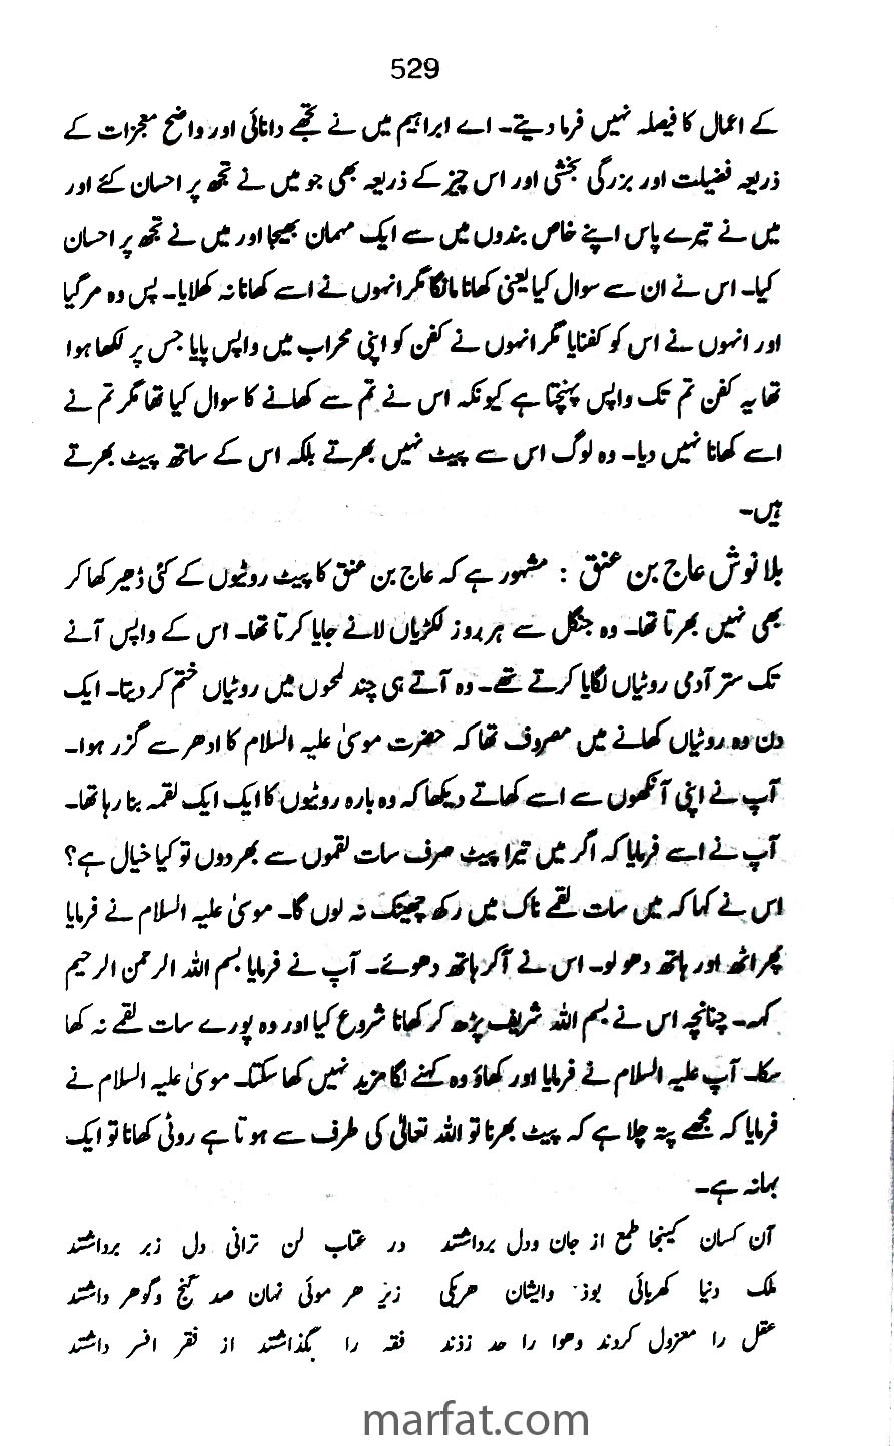 529
کے اعمال کا فیصلہ نہیں فرما دیتے۔ اے ابراہیم میں نے تجھے دانائی اور واضح معجزات کے
ذریعہ فضیلت اور بزرگی بخشی اور اس چیز کے ذریعہ بھی جو میں نے تجھ پر احسان کئے اور
میں نے تیرے پاس اپنے خاص بندوں میں سے ایک مہمان بھیجا اور میں نے تجھ پر احسان
کیا۔ اس نے ان سے سوال کیا یعنی کھانا مانگا مگر انہوں نے اسے کھانا نہ کھلایا۔ پس وہ مر گیا
اور انہوں نے اس کو کفنایا مگر انہوں نے کفن کو اپنی محراب میں واپس پایا جس پر لکھا ہوا
تھا یہ کفن تم تک واپس پہنچتا ہے کیونکہ اس نے تم سے کھانے کا سوال کیا تھا مگر تم نے
اسے کھانا نہیں دیا۔ وہ لوگ اس سے پیٹ نہیں بھرتے بلکہ اس کے ساتھ پیٹ بھرتے
ہیں۔
بلا نوش عاج بن عنق : مشہور ہے کہ عاج بن عنق کا پیٹ روٹیوں کے کئی ڈھیر کھا کر
بھی نہیں بھرتا تھا۔ وہ جنگل سے ہر روز لکڑیاں لانے جایا کرتا تھا۔ اس کے واپس آنے
تک ستر آدمی روٹیاں لگایا کرتے تھے۔ وہ آتے ہی چند لمحوں میں روٹیاں ختم کر دیتا۔ ایک
دن وہ روٹیاں کھانے میں مصروف تھا کہ حضرت موسیٰ علیہ السلام کا ادھر سے گزر ہوا۔
آپ نے اپنی آنکھوں سے اسے کھاتے دیکھا کہ وہ بارہ روٹیوں کا ایک ایک لقمہ بنا رہا تھا۔
آپ نے اسے فرمایا کہ اگر میں تیرا پیٹ صرف سات لقموں سے بھر دوں تو کیا خیال ہے؟
اس نے کہا کہ میں سات لقمے ناک میں رکھ چھینک نہ لوں گا۔ موسیٰ علیہ السلام نے فرمایا
پھر اٹھ اور ہاتھ دھو لو۔ اس نے آکر ہاتھ دھوئے۔ آپ نے فرمایا بسم اللہ الرحمن الرحیم
کہہ۔ چنانچہ اس نے بسم اللہ شریف پڑھ کر کھانا شروع کیا اور وہ پورے سات لقمے نہ کھا
سکا۔ آپ علیہ السلام نے فرمایا اور کھاؤ وہ کہنے لگا مزید نہیں کھا سکتا۔ موسیٰ علیہ السلام نے
فرمایا کہ مجھے پتہ چلا ہے کہ پیٹ بھرنا تو اللہ تعالیٰ کی طرف سے ہوتا ہے روٹی کھانا تو ایک
بہانہ ہے۔
آن کسان کینجا طمع از جان ودل برداشتند در عتاب لن ترانی دل زبر برداشتند
ملک دنیا کھربائی بوذ وایشان ھریکی زیر ھر موئی نہان صد گنج وگوھر داشتند
عقل را معزول کردند وھوا را حد زذند فقہ را بگذاشتند از فقر افسر داشتند
marfat.com